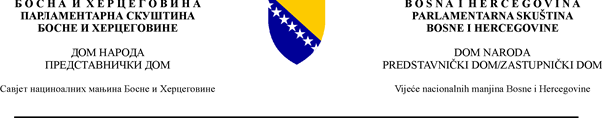 БОСНА И ХЕРЦЕГОВИНА
ПАРЛАМЕНТАРНА СКУПШТИНА
БОСНЕ И ХЕРЦЕГОВИНЕ
ДОМ НАРОДА
ПРЕДСТАВНИЧКИ ДОМ
Савјет националних мањина Босне и Херцеговине
BOSNA I HERCEGOVINA
PARLAMENTARNA SKUŠTINA
BOSNE I HERCEGOVINE
DOM NARODA
PREDSTAVNIČKI DOM/ZASTUPNIČKI DOM
Vijeće nacionalnih manjina Bosne i Hercegovine